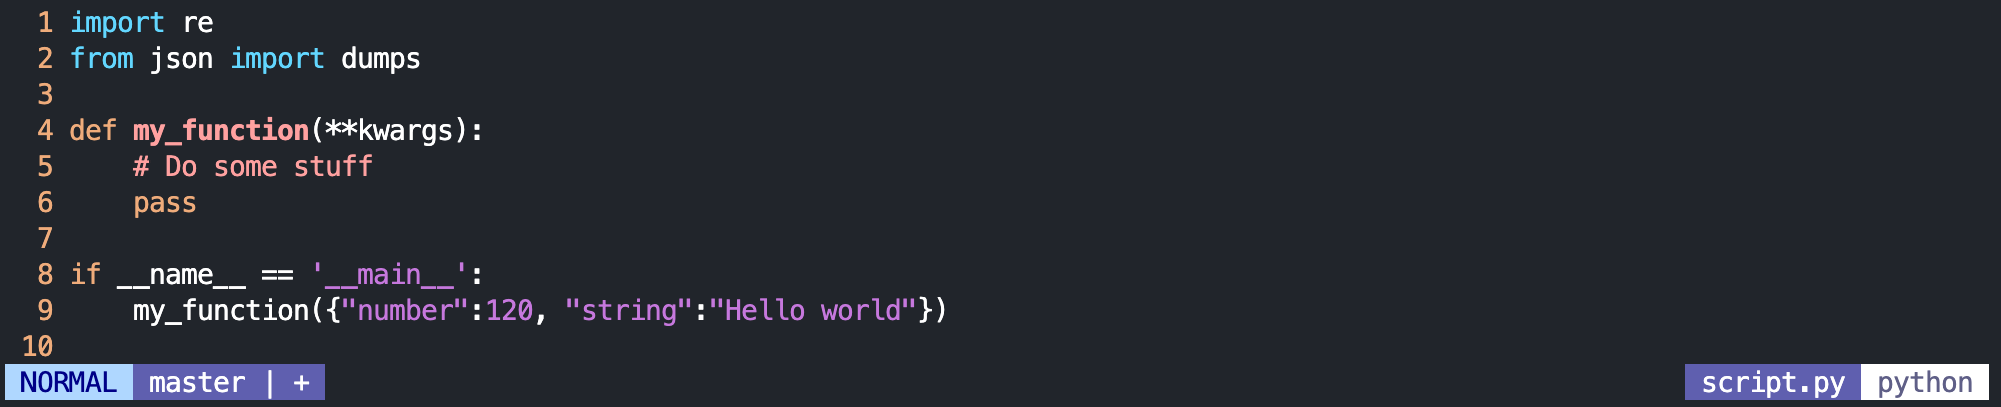 1 import re
2 from json import dumps
3
4 def my_function(**kwargs):
5     # Do some stuff
6     pass
7
8 if __name__ == '__main__':
9     my_function({"number":120, "string":"Hello world"})
10
NORMAL master | + script.py python